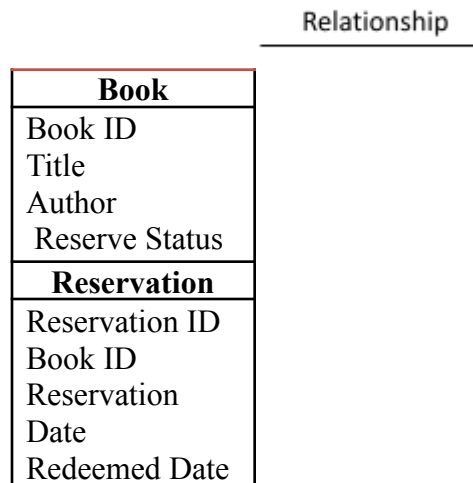 Relationship
Book
Book ID
Title
Author
Reserve Status
Reservation
Reservation ID
Book ID
Reservation
Date
Redeemed Date